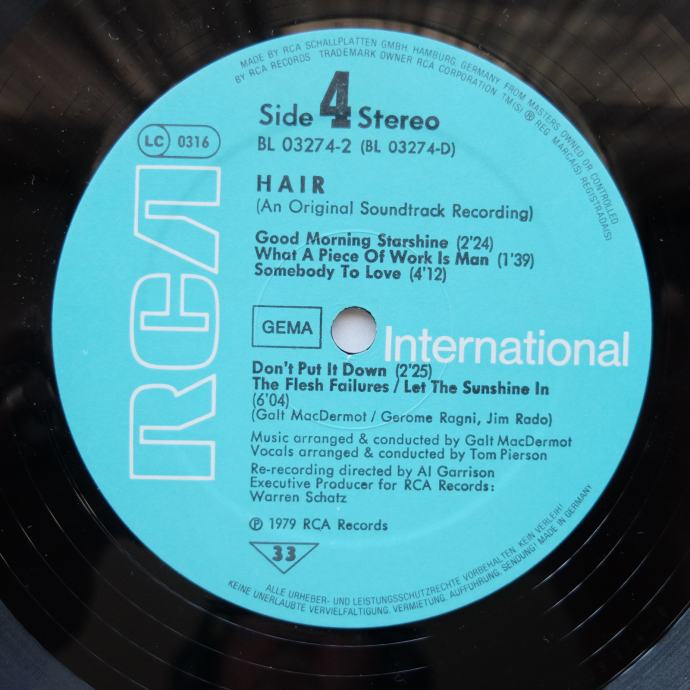 MADE BY RCA SCHALLPLATTEN GMBH, HAMBURG, GERMANY FROM MASTERS OWNED OR CONTROLLED
BY RCA RECORDS TRADEMARK OWNER RCA CORPORATION TM(S) ® REG MARCA(S) REGISTRADA(S)
Side 4 Stereo
LC 0316
BL 03274-2 (BL 03274-D)
HAIR
(An Original Soundtrack Recording)
Good Morning Starshine (2'24)
What A Piece Of Work Is Man (1'39)
Somebody To Love (4'12)
RCA
GEMA
International
Don't Put It Down (2'25)
The Flesh Failures / Let The Sunshine In
(6'04)
(Galt MacDermot / Gerome Ragni, Jim Rado)
Music arranged & conducted by Galt MacDermot
Vocals arranged & conducted by Tom Pierson
Re-recording directed by Al Garrison
Executive Producer for RCA Records:
Warren Schatz
℗ 1979 RCA Records
33
ALLE URHEBER- UND LEISTUNGSSCHUTZRECHTE VORBEHALTEN. KEIN VERLEIH!
KEINE UNERLAUBTE VERVIELFALTIGUNG. VERMIETUNG, AUFFUHRUNG, SENDUNG! MADE IN GERMANY